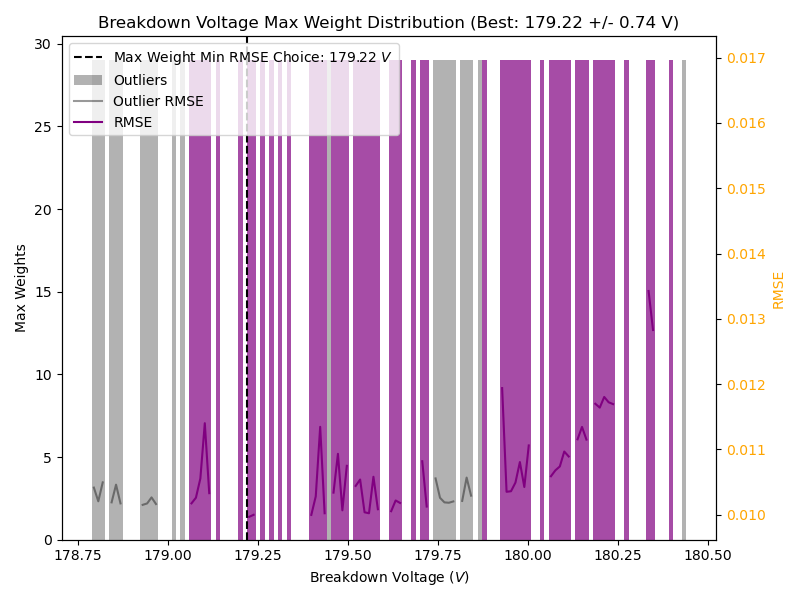 Breakdown Voltage Max Weight Distribution (Best: 179.22 +/- 0.74 V)
Max Weight Min RMSE Choice: 179.22 V
Outliers
Outlier RMSE
RMSE
Max Weights
30
25
20
15
10
5
0
0.017
0.016
0.015
0.014
0.013
0.012
0.011
0.010
RMSE
178.75 179.00 179.25 179.50 179.75 180.00 180.25 180.50
Breakdown Voltage (V)